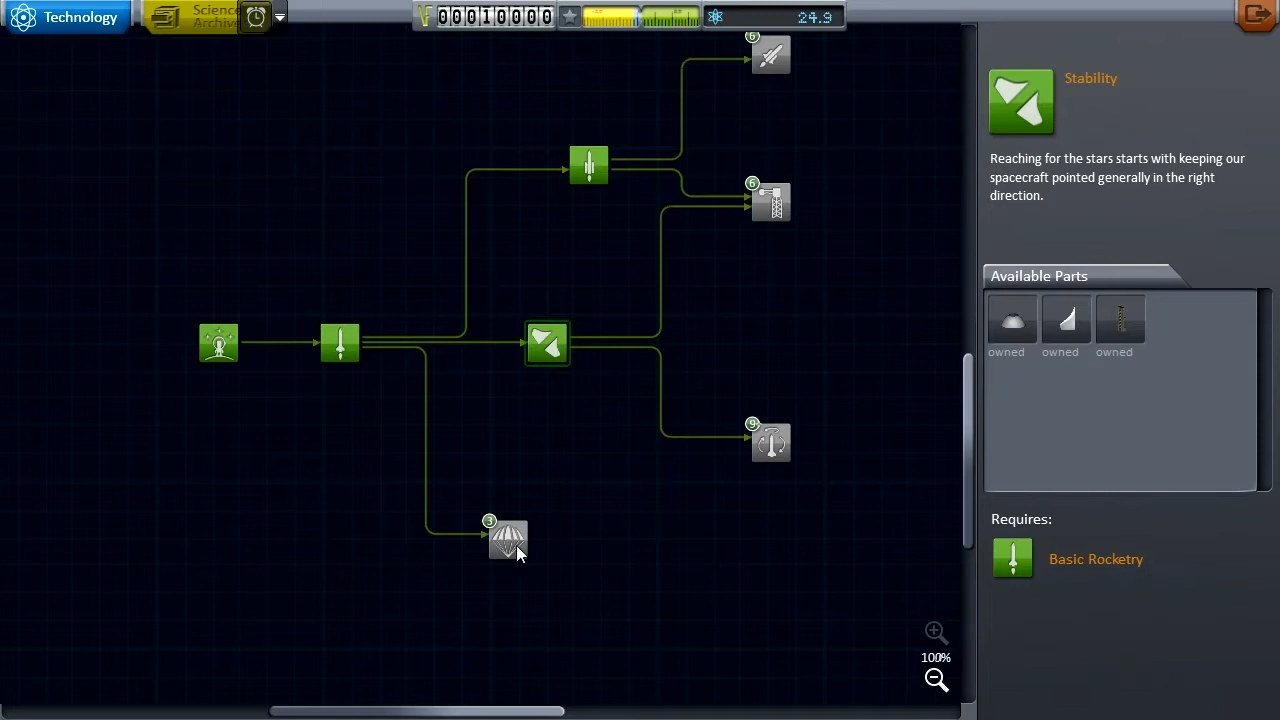 Technology
Science
Archives
00010000
24.9
6
6
9
3
100%
Stability
Reaching for the stars starts with keeping our
spacecraft pointed generally in the right
direction.
Available Parts
owned
owned
owned
Requires:
Basic Rocketry